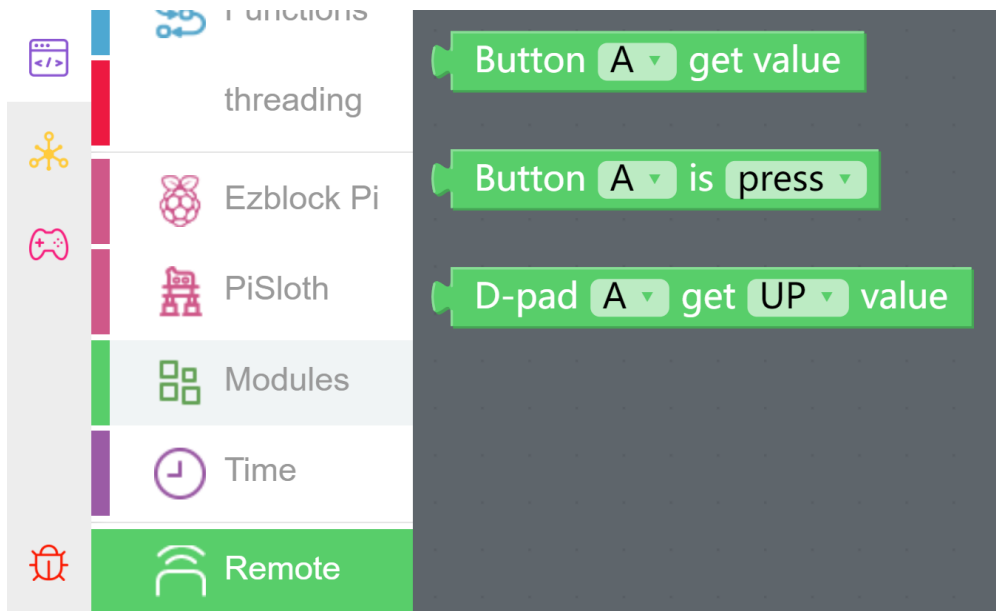 Functions
threading
Ezblock Pi
PiSloth
Modules
Time
Remote
Button A get value
Button A is press
D-pad A get UP value